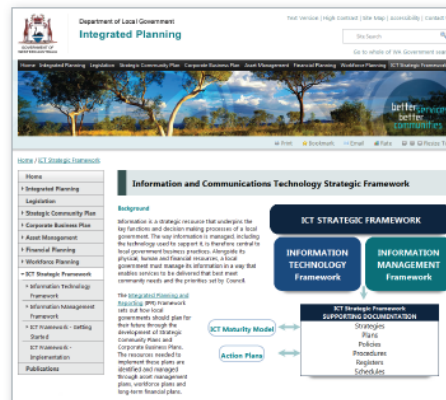 Department of Local Government
Integrated Planning
Text Version | High Contrast | Site Map | Accessibility | Contact
Site Search
Go to whole of WA Government search
GOVERNMENT OF
WESTERN AUSTRALIA
Home Integrated Planning Legislation Strategic Community Plan Corporate Business Plan Asset Management Financial Planning Workforce Planning ICT Strategic Framework
better services
better
communities
Print Bookmark Email Rate Resize
Home / ICT Strategic Framework
Home
Integrated Planning
Legislation
Strategic Community Plan
Corporate Business Plan
Asset Management
Financial Planning
Workforce Planning
ICT Strategic Framework
Information Technology
Framework
Information Management
Framework
ICT Framework - Getting
Started
ICT Framework -
Implementation
Publications
Information and Communications Technology Strategic Framework
Background
Information is a strategic resource that underpins the
key functions and decision-making processes of a local
government. The way information is managed, including
the technology used to support it, is therefore central to
local government business practices. Alongside its
physical, human and financial resources, a local
government must manage its information in a way that
enables services to be delivered that best meet
community needs and the priorities set by Council.
The Integrated Planning and
Reporting (IPR) Framework
sets out how local
governments should plan for
their future through the
development of Strategic
Community Plans and
Corporate Business Plans.
The resources needed to
implement these plans are
identified and managed
through asset management
plans, workforce plans and
long-term financial plans.
ICT STRATEGIC FRAMEWORK
INFORMATION
TECHNOLOGY
Framework
INFORMATION
MANAGEMENT
Framework
ICT Maturity Model
Action Plans
ICT Strategic Framework
SUPPORTING DOCUMENTATION
Strategies
Plans
Policies
Procedures
Registers
Schedules